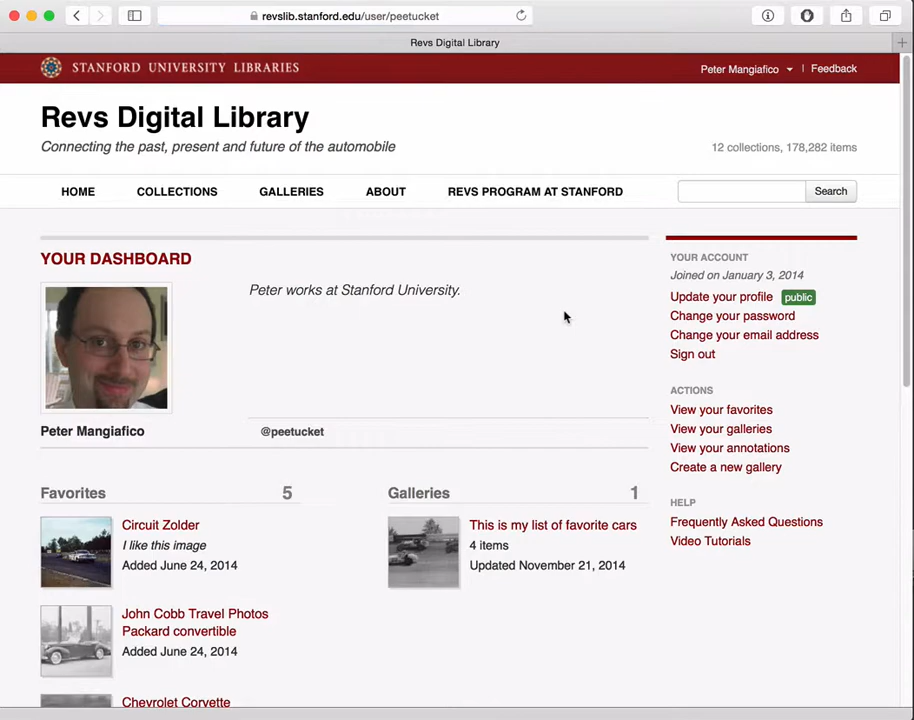 revslib.stanford.edu/user/peetucket
Revs Digital Library
STANFORD UNIVERSITY LIBRARIES
Peter Mangiafico | Feedback
Revs Digital Library
Connecting the past, present and future of the automobile
12 collections, 178,282 items
HOME COLLECTIONS GALLERIES ABOUT REVS PROGRAM AT STANFORD Search
YOUR DASHBOARD
Peter works at Stanford University.
Peter Mangiafico
@peetucket
Favorites 5
Circuit Zolder
I like this image
Added June 24, 2014
John Cobb Travel Photos
Packard convertible
Added June 24, 2014
Chevrolet Corvette
Galleries 1
This is my list of favorite cars
4 items
Updated November 21, 2014
YOUR ACCOUNT
Joined on January 3, 2014
Update your profile public
Change your password
Change your email address
Sign out
ACTIONS
View your favorites
View your galleries
View your annotations
Create a new gallery
HELP
Frequently Asked Questions
Video Tutorials